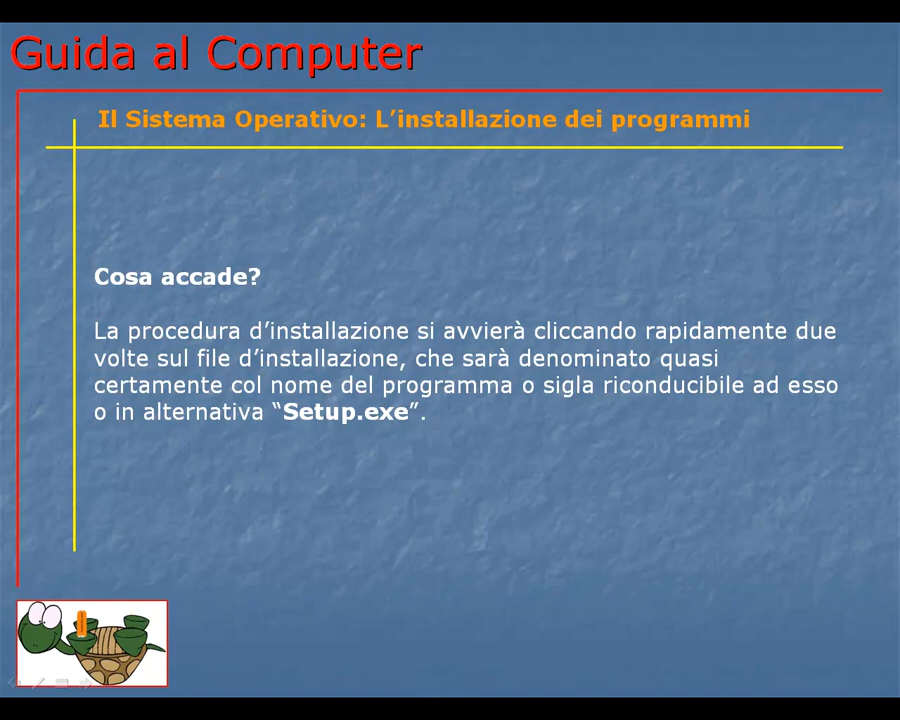 Guida al Computer
Il Sistema Operativo: L’installazione dei programmi
Cosa accade?
La procedura d’installazione si avvierà cliccando rapidamente due
volte sul file d’installazione, che sarà denominato quasi
certamente col nome del programma o sigla riconducibile ad esso
o in alternativa “Setup.exe”.